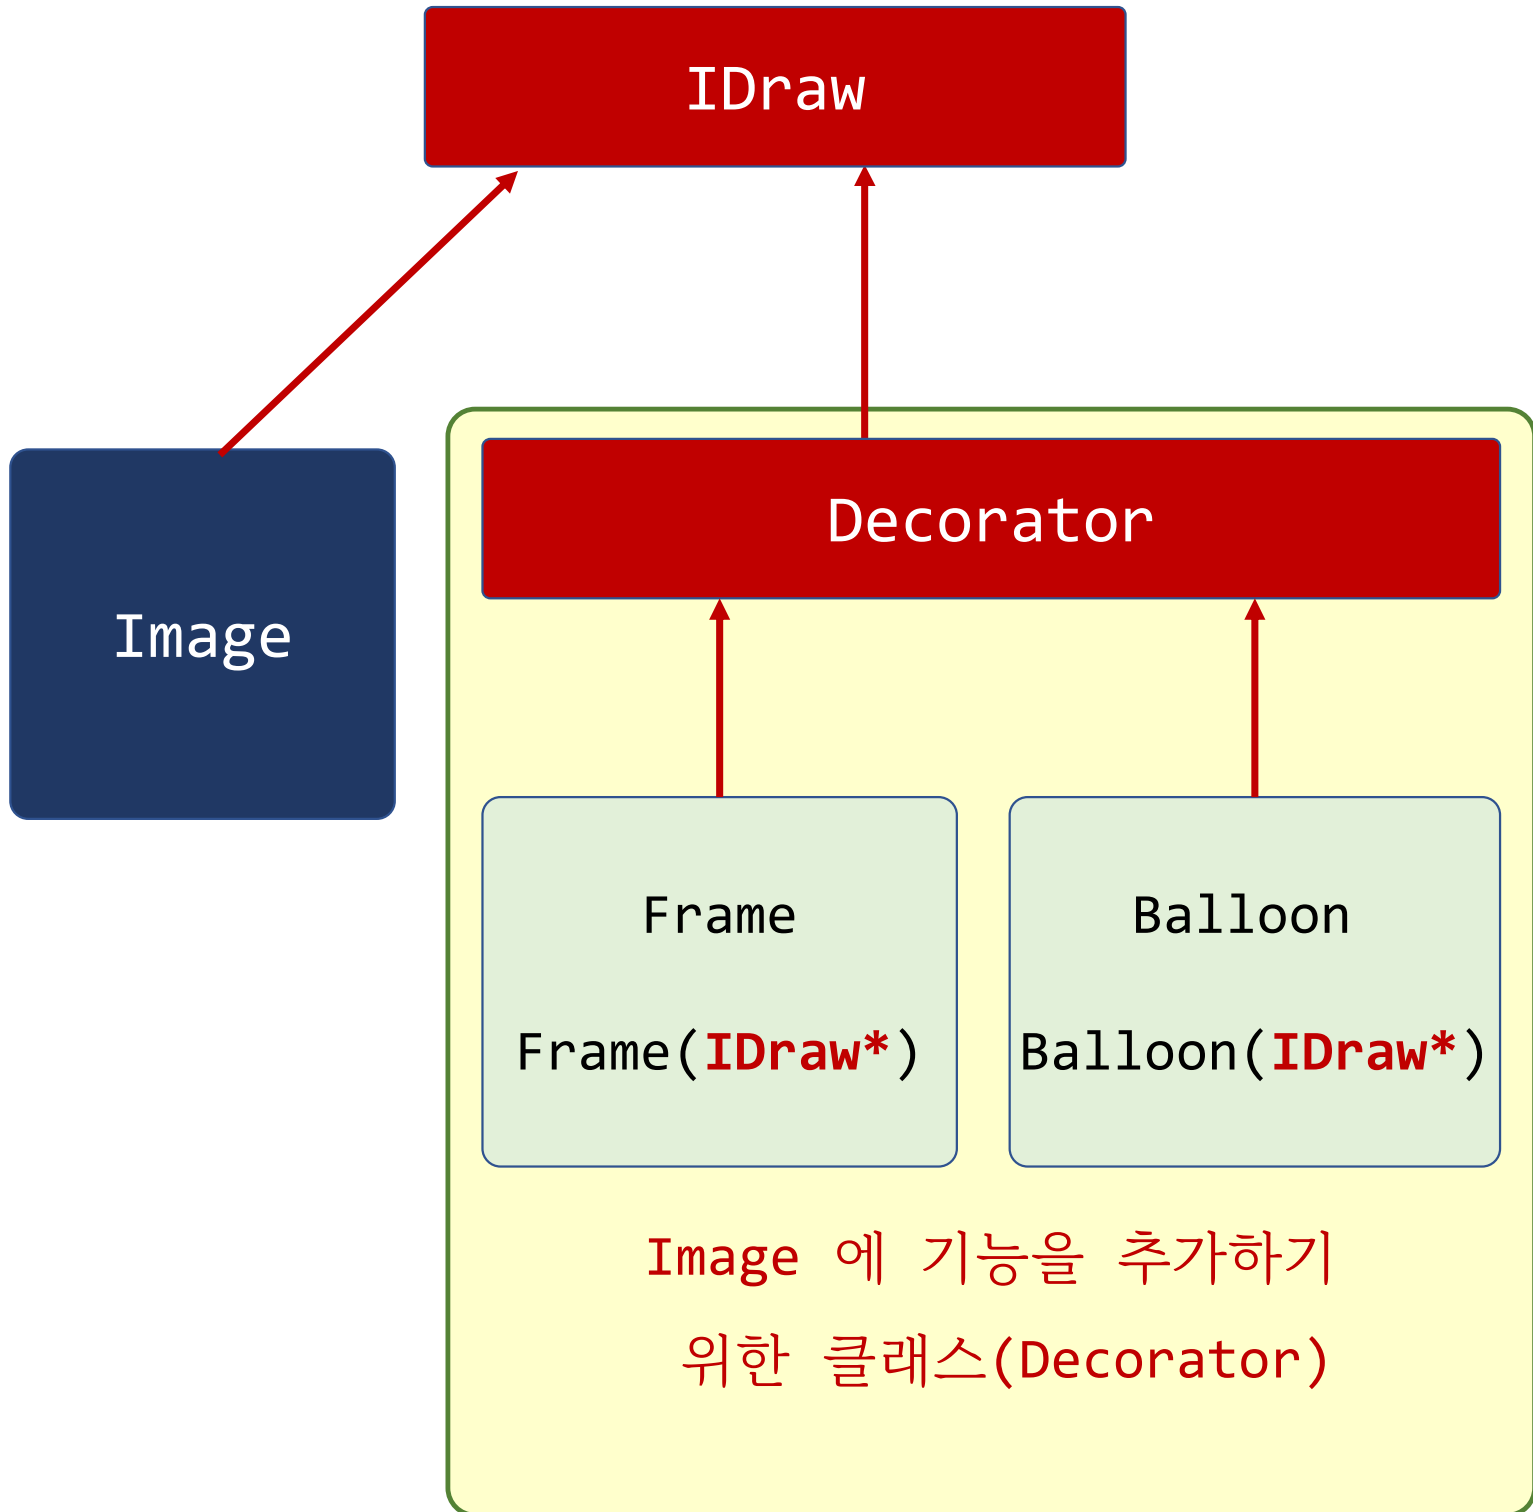 IDraw
Decorator
Image
Frame
Balloon
Frame(IDraw*)
Balloon(IDraw*)
Image 에 기능을 추가하기
위한 클래스(Decorator)